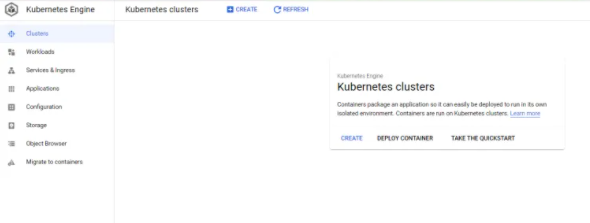 Kubernetes Engine
Kubernetes clusters
CREATE
REFRESH
Clusters
Workloads
Services & Ingress
Applications
Configuration
Storage
Object Browser
Migrate to containers
Kubernetes Engine
Kubernetes clusters
Containers package an application so it can easily be deployed to run in its own
isolated environment. Containers are run on Kubernetes clusters. Learn more
CREATE DEPLOY CONTAINER TAKE THE QUICKSTART